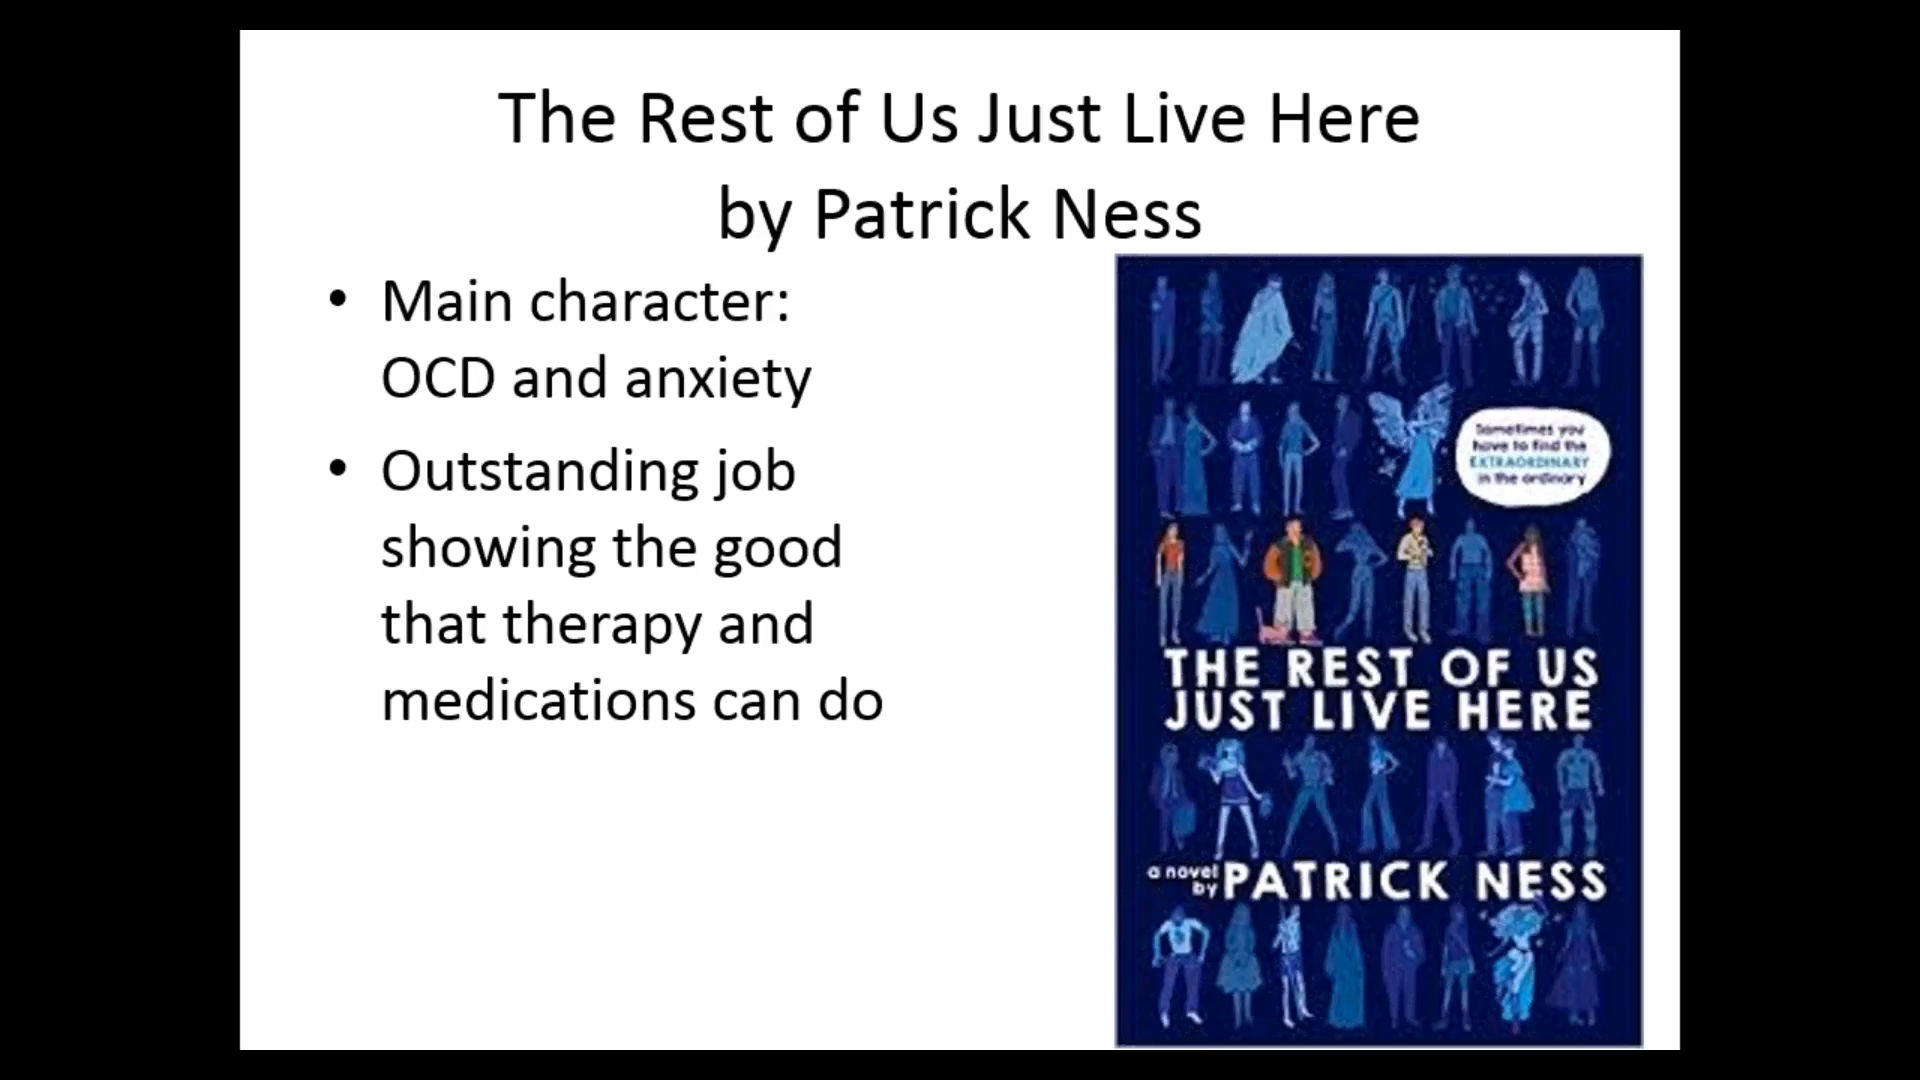 The Rest of Us Just Live Here
by Patrick Ness
• Main character:
OCD and anxiety
• Outstanding job
showing the good
that therapy and
medications can do
Sometimes you
have to find the
EXTRAORDINARY
in the ordinary
THE REST OF US
JUST LIVE HERE
a novel
by PATRICK NESS